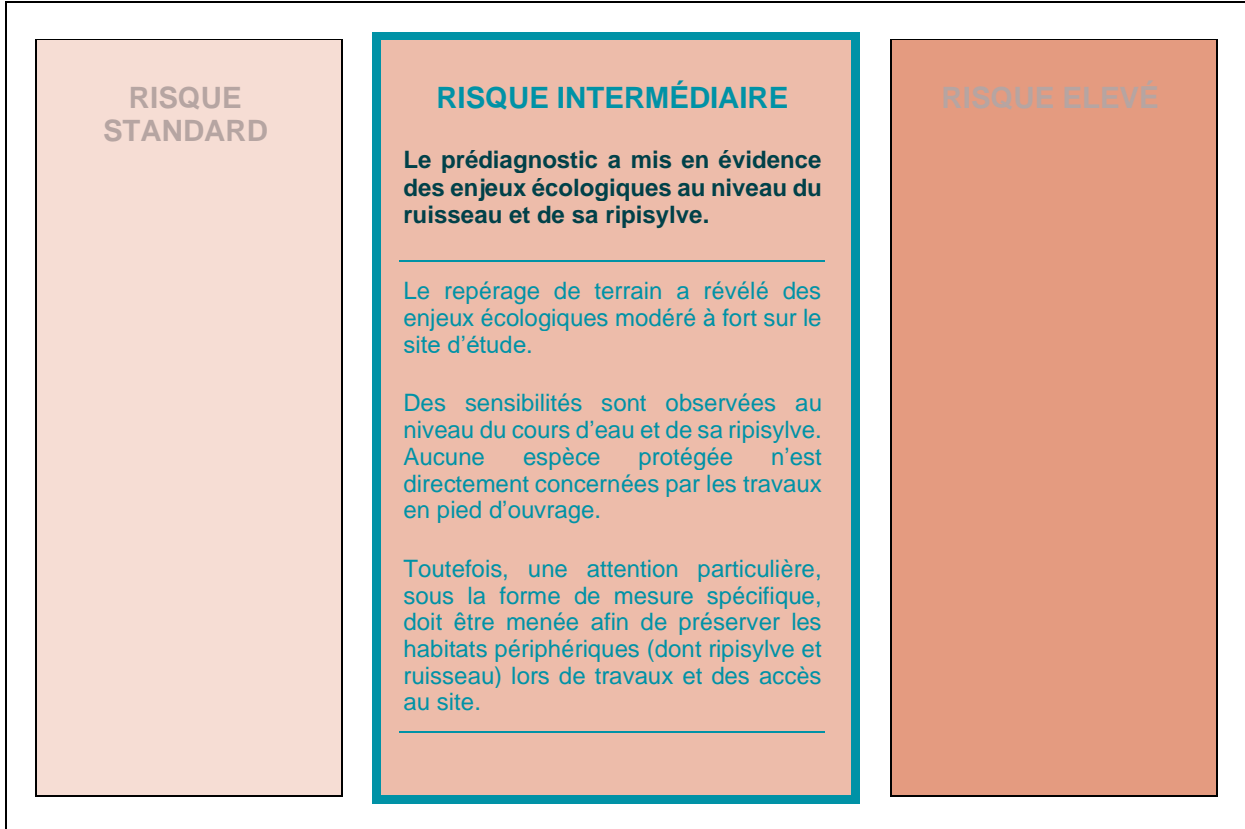 RISQUE
STANDARD
RISQUE INTERMÉDIAIRE
Le prédiagnostic a mis en évidence
des enjeux écologiques au niveau du
ruisseau et de sa ripisylve.
Le repérage de terrain a révélé des
enjeux écologiques modéré à fort sur le
site d’étude.
Des sensibilités sont observées au
niveau du cours d’eau et de sa ripisylve.
Aucune espèce protégée n’est
directement concernées par les travaux
en pied d’ouvrage.
Toutefois, une attention particulière,
sous la forme de mesure spécifique,
doit être menée afin de préserver les
habitats périphériques (dont ripisylve et
ruisseau) lors de travaux et des accès
au site.
RISQUE ELEVÉ